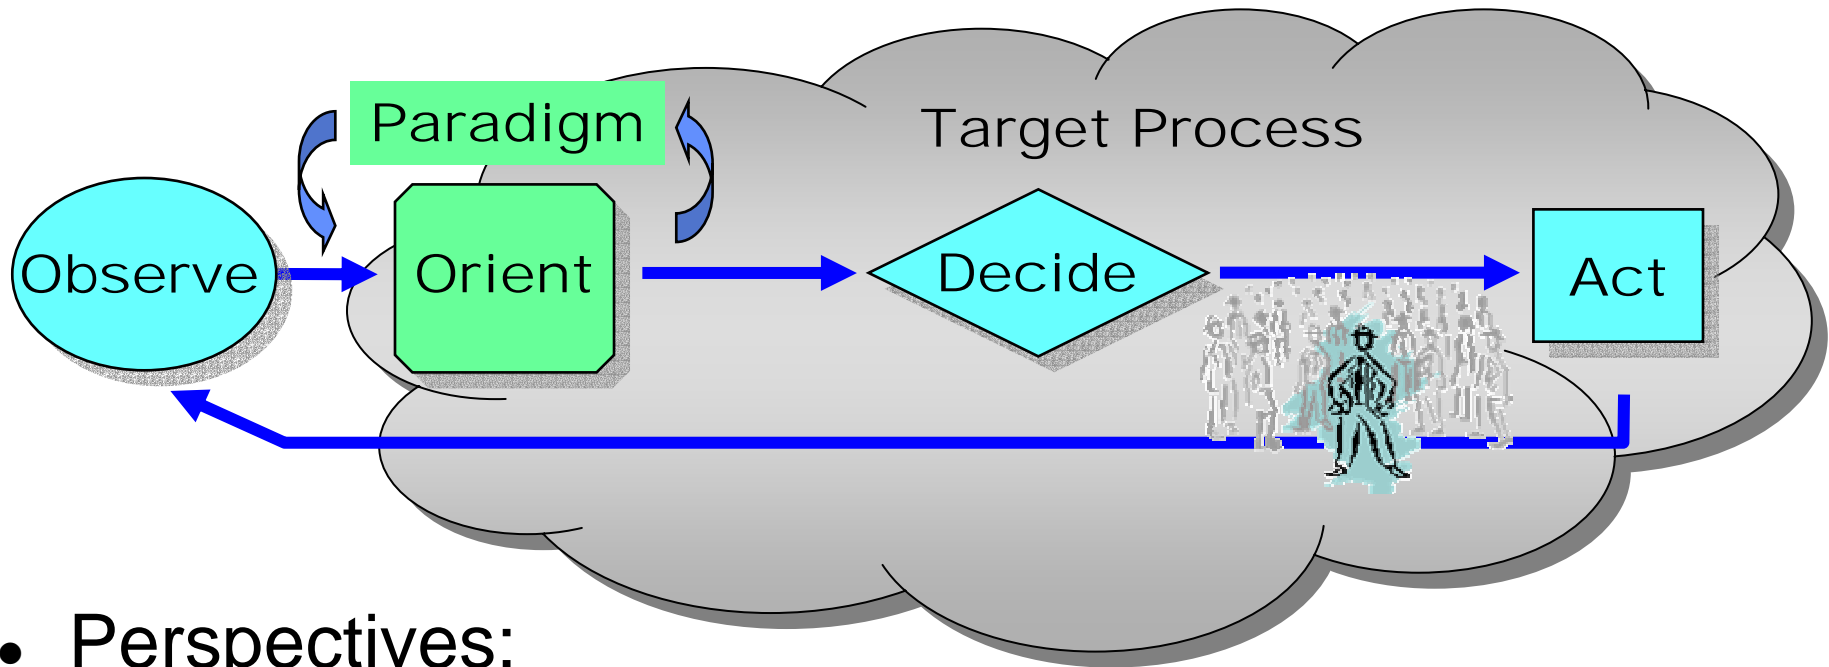 Paradigm
Target Process
Observe
Orient
Decide
Act
• Perspectives: